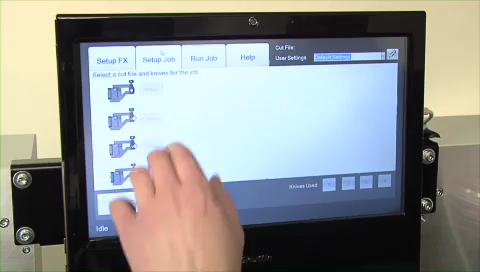 Setup FX
Setup Job
Run Job
Help
Cut File:
User Settings
Default Settings
Select a cut file and knives for the job.
Knives Used
Idle